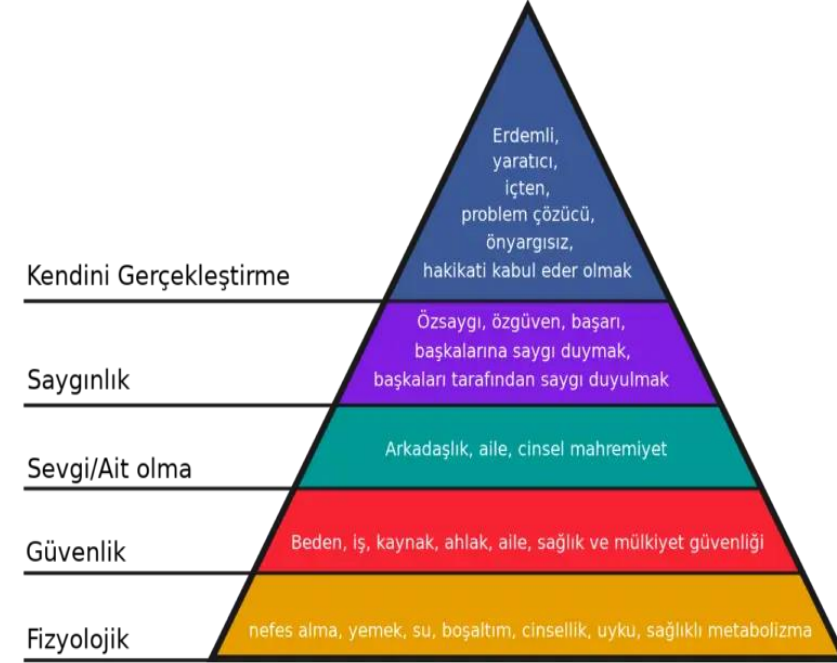 Erdemli,
yaratıcı,
içten,
problem çözücü,
önyargısız,
hakikati kabul eder olmak
Kendini Gerçekleştirme
Özsaygı, özgüven, başarı,
başkalarına saygı duymak,
başkaları tarafından saygı duyulmak
Saygınlık
Arkadaşlık, aile, cinsel mahremiyet
Sevgi/Ait olma
Beden, iş, kaynak, ahlak, aile, sağlık ve mülkiyet güvenliği
Güvenlik
nefes alma, yemek, su, boşaltım, cinsellik, uyku, sağlıklı metabolizma
Fizyolojik